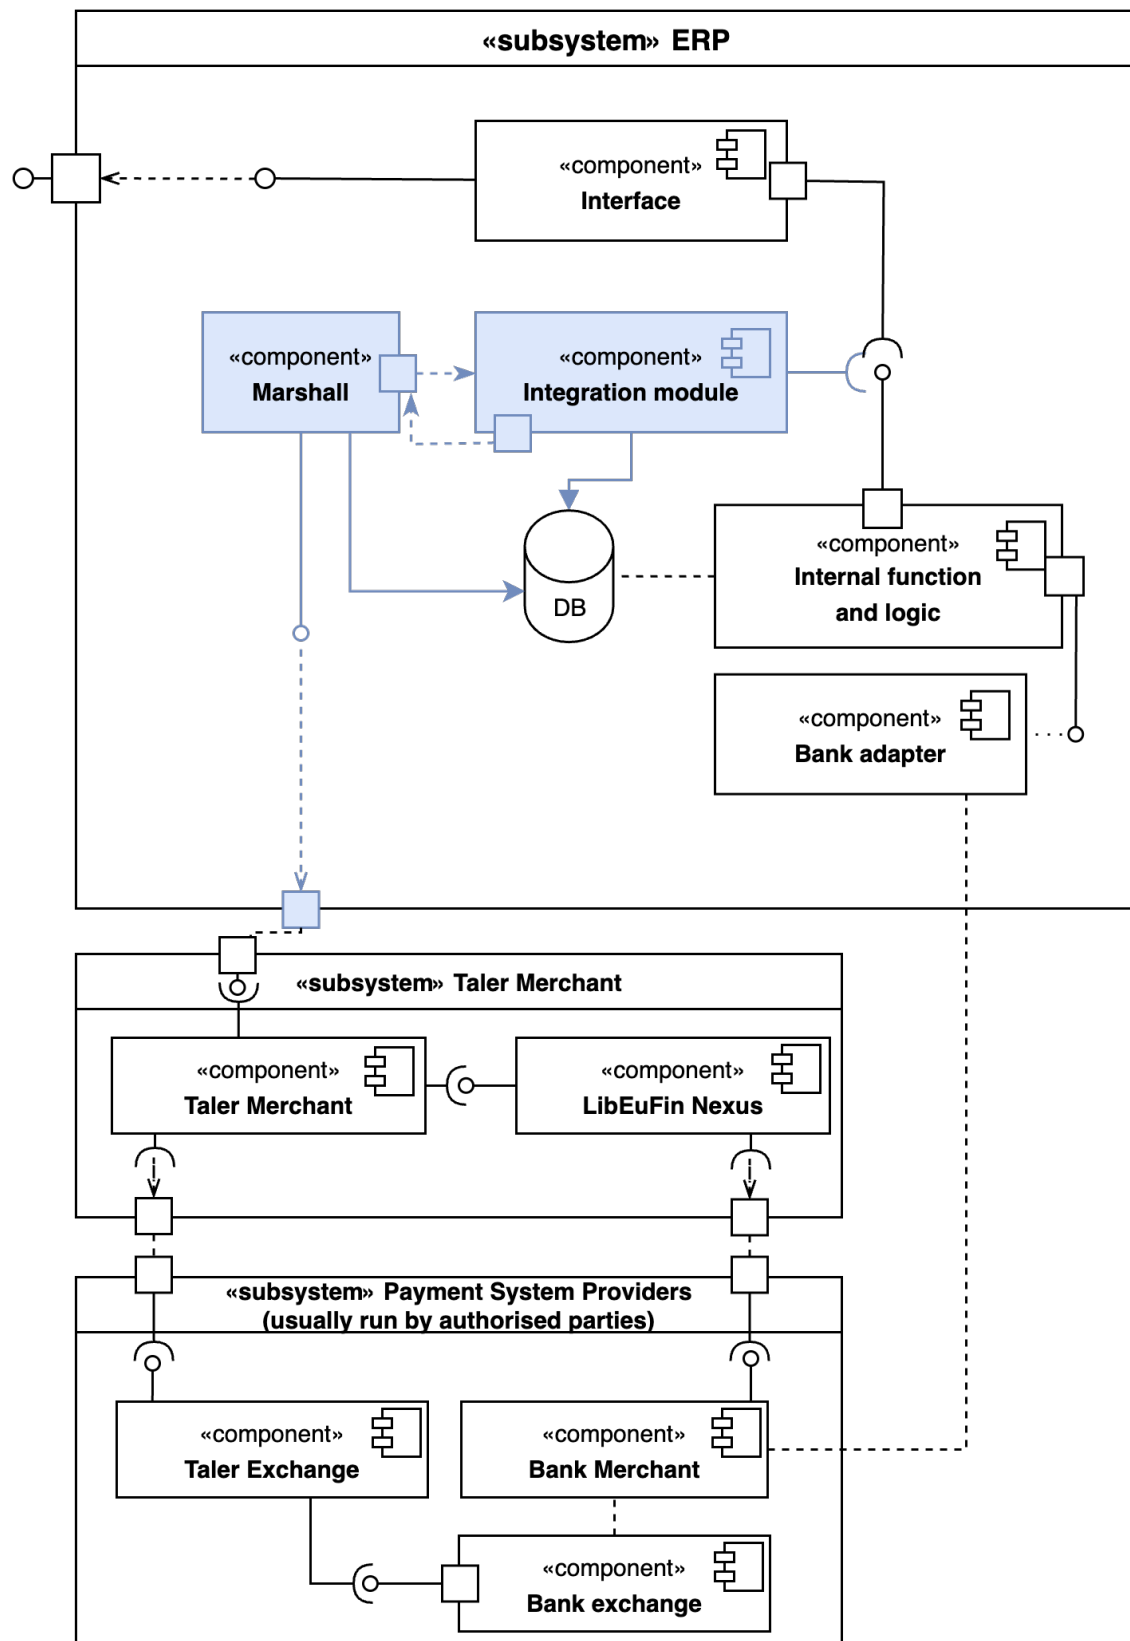 «subsystem» ERP
«component»
Interface
«component»
Marshall
«component»
Integration module
DB
«component»
Internal function
and logic
«component»
Bank adapter
«subsystem» Taler Merchant
«component»
Taler Merchant
«component»
LibEuFin Nexus
«subsystem» Payment System Providers
(usually run by authorised parties)
«component»
Taler Exchange
«component»
Bank Merchant
«component»
Bank exchange